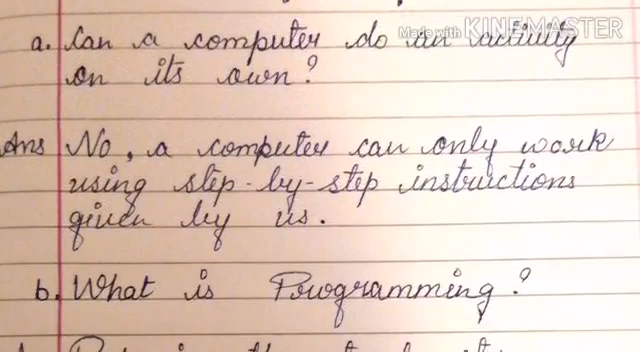 Made with KINEMASTER
a. Can a computer do an activity
on its own?
Ans No, a computer can only work
using step-by-step instructions
given by us.
b. What is Programming?